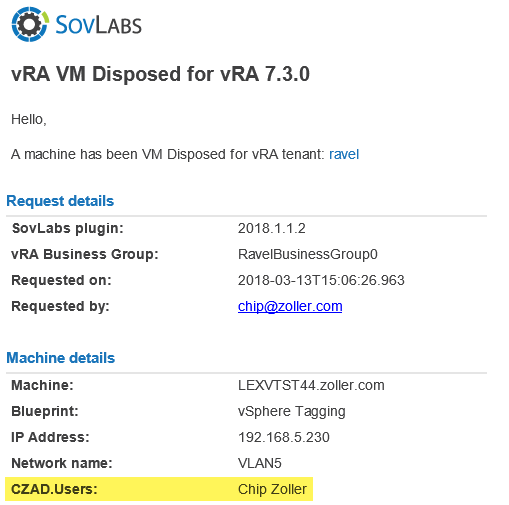 SovLabs
vRA VM Disposed for vRA 7.3.0
Hello,
A machine has been VM Disposed for vRA tenant: ravel
Request details
SovLabs plugin: 2018.1.1.2
vRA Business Group: RavelBusinessGroup0
Requested on: 2018-03-13T15:06:26.963
Requested by: chip@zoller.com
Machine details
Machine: LEXVTST44.zoller.com
Blueprint: vSphere Tagging
IP Address: 192.168.5.230
Network name: VLAN5
CZAD.Users: Chip Zoller